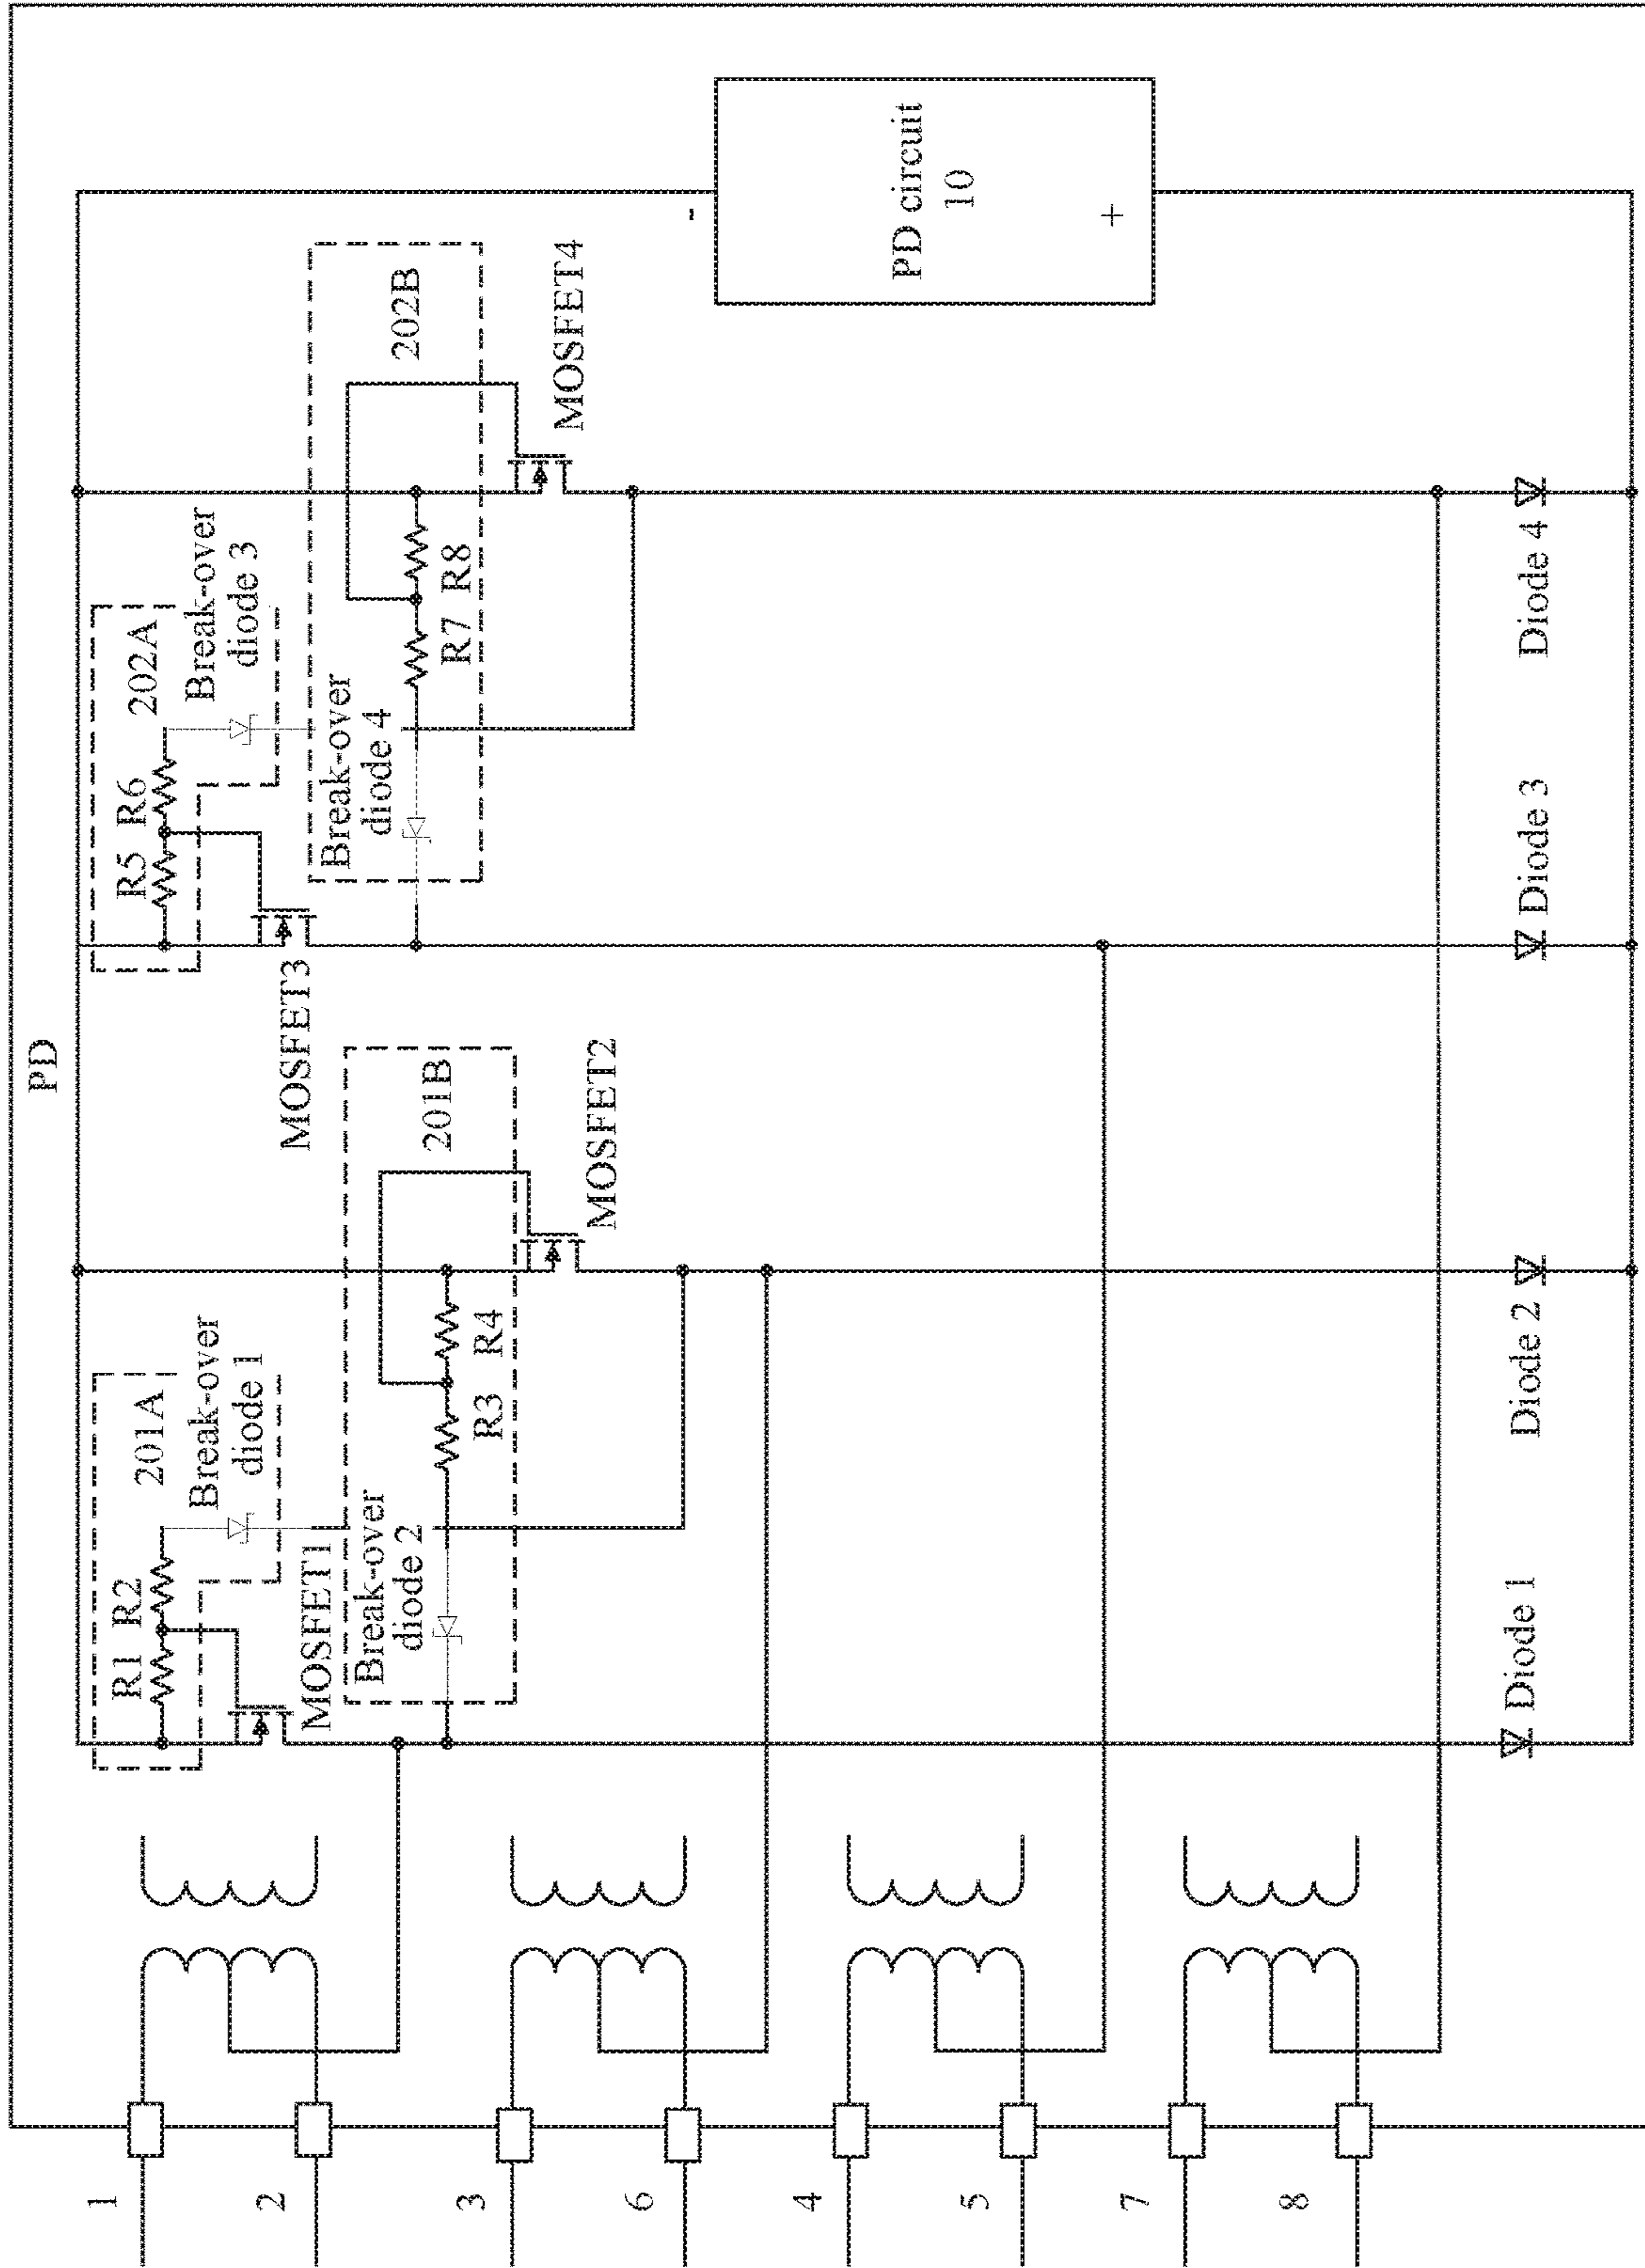 PD
R1
R2
201A
Break-over
diode 1
MOSFET1
Break-over
diode 2
R3
R4
201B
MOSFET2
R5
R6
202A
Break-over
diode 3
MOSFET3
Break-over
diode 4
R7
R8
202B
MOSFET4
-
PD circuit
10
+
Diode 1
Diode 2
Diode 3
Diode 4
1
2
3
6
4
5
7
8